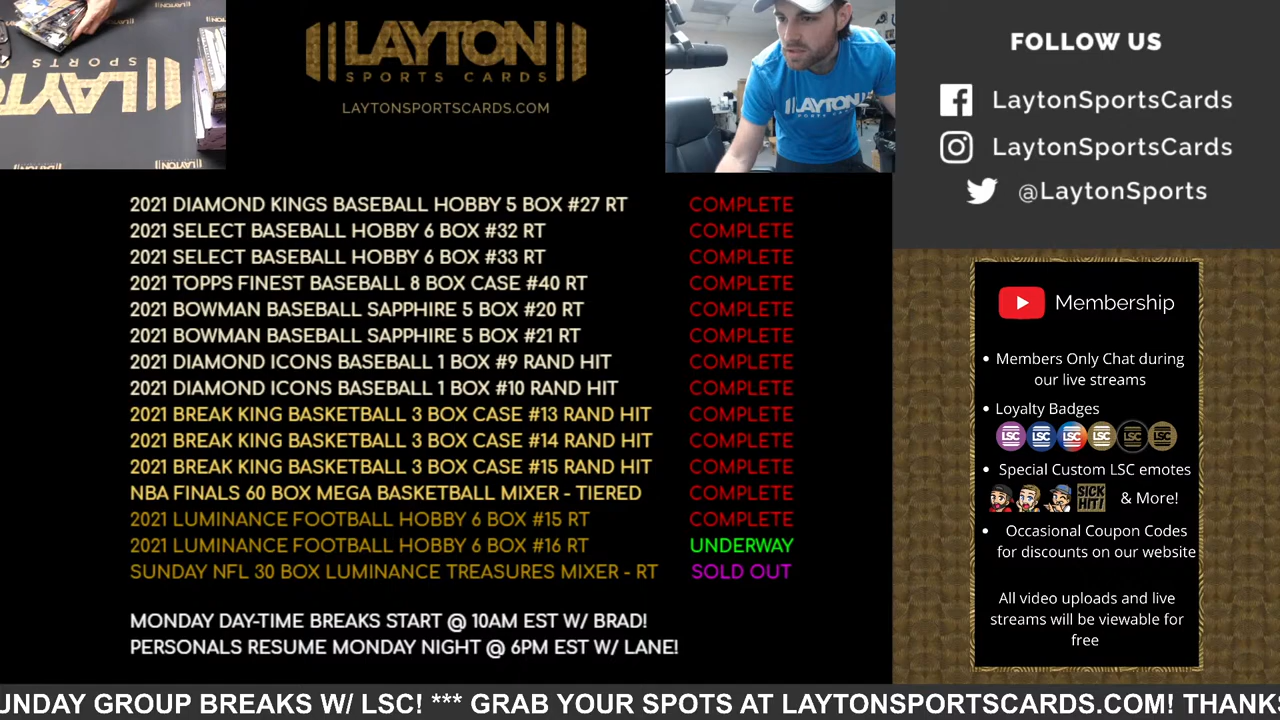 LAYTON
SPORTS CARDS
LAYTONSPORTSCARDS.COM
LAYTON
FOLLOW US
LaytonSportsCards
LaytonSportsCards
@LaytonSports
2021 DIAMOND KINGS BASEBALL HOBBY 5 BOX #27 RT COMPLETE
2021 SELECT BASEBALL HOBBY 6 BOX #32 RT COMPLETE
2021 SELECT BASEBALL HOBBY 6 BOX #33 RT COMPLETE
2021 TOPPS FINEST BASEBALL 8 BOX CASE #40 RT COMPLETE
2021 BOWMAN BASEBALL SAPPHIRE 5 BOX #20 RT COMPLETE
2021 BOWMAN BASEBALL SAPPHIRE 5 BOX #21 RT COMPLETE
2021 DIAMOND ICONS BASEBALL 1 BOX #9 RAND HIT COMPLETE
2021 DIAMOND ICONS BASEBALL 1 BOX #10 RAND HIT COMPLETE
2021 BREAK KING BASKETBALL 3 BOX CASE #13 RAND HIT COMPLETE
2021 BREAK KING BASKETBALL 3 BOX CASE #14 RAND HIT COMPLETE
2021 BREAK KING BASKETBALL 3 BOX CASE #15 RAND HIT COMPLETE
NBA FINALS 60 BOX MEGA BASKETBALL MIXER - TIERED COMPLETE
2021 LUMINANCE FOOTBALL HOBBY 6 BOX #15 RT COMPLETE
2021 LUMINANCE FOOTBALL HOBBY 6 BOX #16 RT UNDERWAY
SUNDAY NFL 30 BOX LUMINANCE TREASURES MIXER - RT SOLD OUT
MONDAY DAY-TIME BREAKS START @ 10AM EST W/ BRAD!
PERSONALS RESUME MONDAY NIGHT @ 6PM EST W/ LANE!
Membership
• Members Only Chat during
our live streams
• Loyalty Badges
LSC LSC LSC LSC LSC LSC
• Special Custom LSC emotes
SICK HIT! & More!
• Occasional Coupon Codes
for discounts on our website
All video uploads and live
streams will be viewable for
free
UNDAY GROUP BREAKS W/ LSC! *** GRAB YOUR SPOTS AT LAYTONSPORTSCARDS.COM! THANKS